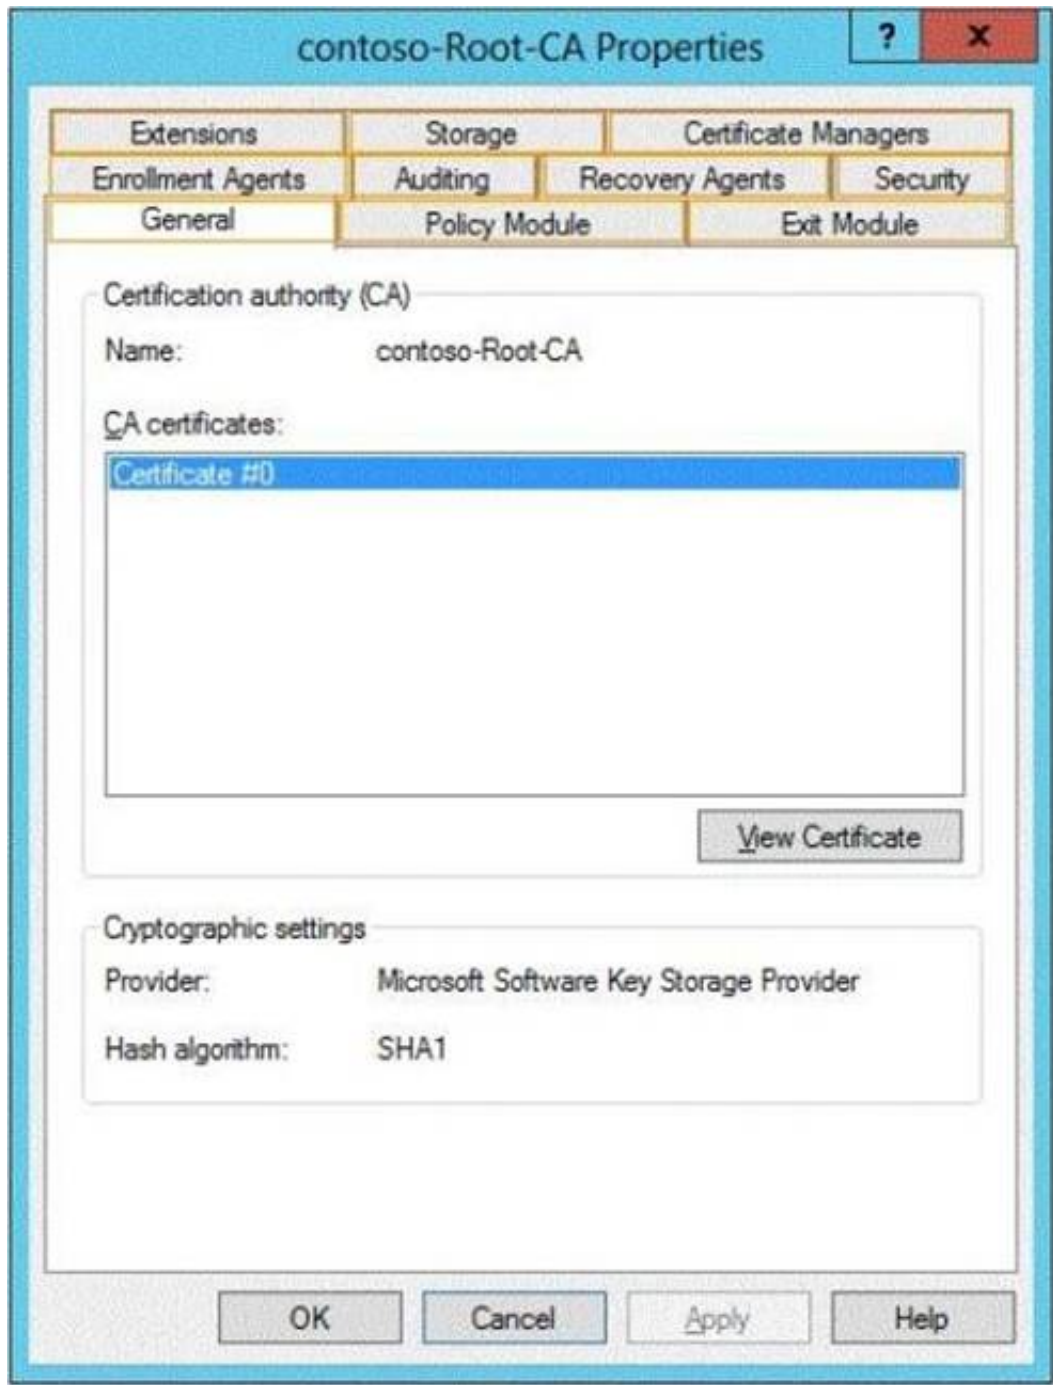 contoso-Root-CA Properties
?
x
Extensions Storage Certificate Managers
Enrollment Agents Auditing Recovery Agents Security
General Policy Module Exit Module
Certification authority (CA)
Name: contoso-Root-CA
CA certificates:
Certificate #0
View Certificate
Cryptographic settings
Provider: Microsoft Software Key Storage Provider
Hash algorithm: SHA1
OK Cancel Apply Help